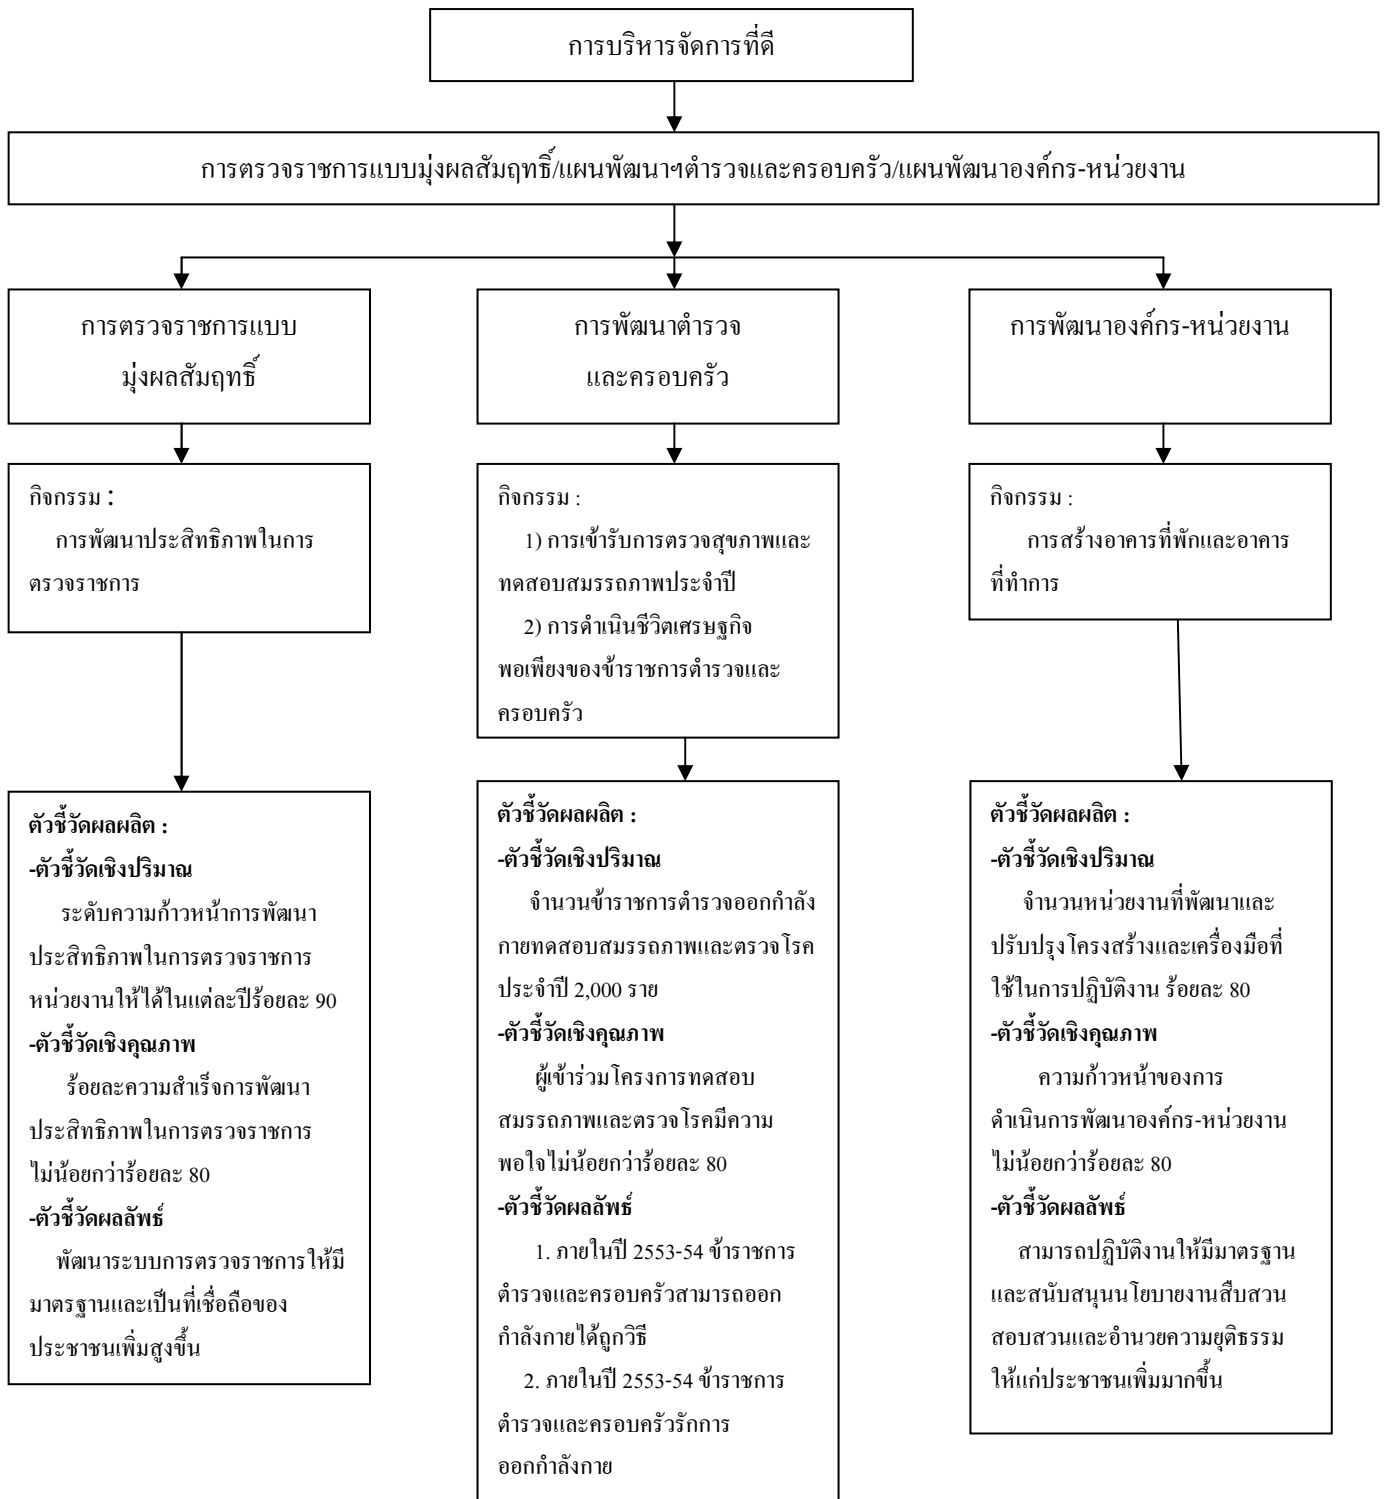 การบริหารจัดการที่ดี
การตรวจราชการแบบมุ่งผลสัมฤทธิ์/แผนพัฒนาฯตำรวจและครอบครัว/แผนพัฒนาองค์กร-หน่วยงาน
การตรวจราชการแบบ
มุ่งผลสัมฤทธิ์
การพัฒนาตำรวจ
และครอบครัว
การพัฒนาองค์กร-หน่วยงาน
กิจกรรม :
การพัฒนาประสิทธิภาพในการ
ตรวจราชการ
กิจกรรม :
1) การเข้ารับการตรวจสุขภาพและ
ทดสอบสมรรถภาพประจำปี
2) การดำเนินชีวิตเศรษฐกิจ
พอเพียงของข้าราชการตำรวจและ
ครอบครัว
กิจกรรม :
การสร้างอาคารที่พักและอาคาร
ที่ทำการ
ตัวชี้วัดผลผลิต :
-ตัวชี้วัดเชิงปริมาณ
ระดับความก้าวหน้าการพัฒนา
ประสิทธิภาพในการตรวจราชการ
หน่วยงานให้ได้ในแต่ละปีร้อยละ 90
-ตัวชี้วัดเชิงคุณภาพ
ร้อยละความสำเร็จการพัฒนา
ประสิทธิภาพในการตรวจราชการ
ไม่น้อยกว่าร้อยละ 80
-ตัวชี้วัดผลลัพธ์
พัฒนาระบบการตรวจราชการให้มี
มาตรฐานและเป็นที่เชื่อถือของ
ประชาชนเพิ่มสูงขึ้น
ตัวชี้วัดผลผลิต :
-ตัวชี้วัดเชิงปริมาณ
จำนวนข้าราชการตำรวจออกกำลัง
กายทดสอบสมรรถภาพและตรวจโรค
ประจำปี 2,000 ราย
-ตัวชี้วัดเชิงคุณภาพ
ผู้เข้าร่วมโครงการทดสอบ
สมรรถภาพและตรวจโรคมีความ
พอใจไม่น้อยกว่าร้อยละ 80
-ตัวชี้วัดผลลัพธ์
1. ภายในปี 2553-54 ข้าราชการ
ตำรวจและครอบครัวสามารถออก
กำลังกายได้ถูกวิธี
2. ภายในปี 2553-54 ข้าราชการ
ตำรวจและครอบครัวรักการ
ออกกำลังกาย
ตัวชี้วัดผลผลิต :
-ตัวชี้วัดเชิงปริมาณ
จำนวนหน่วยงานที่พัฒนาและ
ปรับปรุงโครงสร้างและเครื่องมือที่
ใช้ในการปฏิบัติงาน ร้อยละ 80
-ตัวชี้วัดเชิงคุณภาพ
ความก้าวหน้าของการ
ดำเนินการพัฒนาองค์กร-หน่วยงาน
ไม่น้อยกว่าร้อยละ 80
-ตัวชี้วัดผลลัพธ์
สามารถปฏิบัติงานให้มีมาตรฐาน
และสนับสนุนนโยบายงานสืบสวน
สอบสวนและอำนวยความยุติธรรม
ให้แก่ประชาชนเพิ่มมากขึ้น